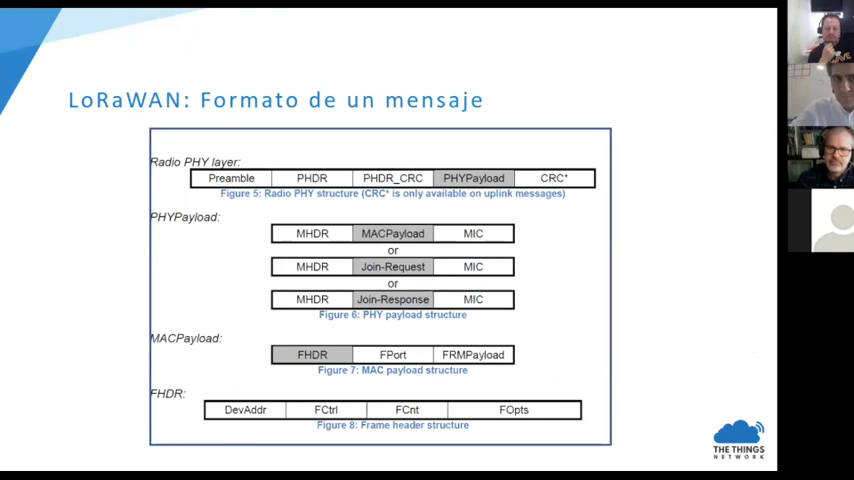 LoRaWAN: Formato de un mensaje
Radio PHY layer:
Preamble PHDR PHDR_CRC PHYPayload CRC*
Figure 5: Radio PHY structure (CRC* is only available on uplink messages)
PHYPayload:
MHDR MACPayload MIC
or
MHDR Join-Request MIC
or
MHDR Join-Response MIC
Figure 6: PHY payload structure
MACPayload:
FHDR FPort FRMPayload
Figure 7: MAC payload structure
FHDR:
DevAddr FCtrl FCnt FOpts
Figure 8: Frame header structure
THE THINGS
NETWORK